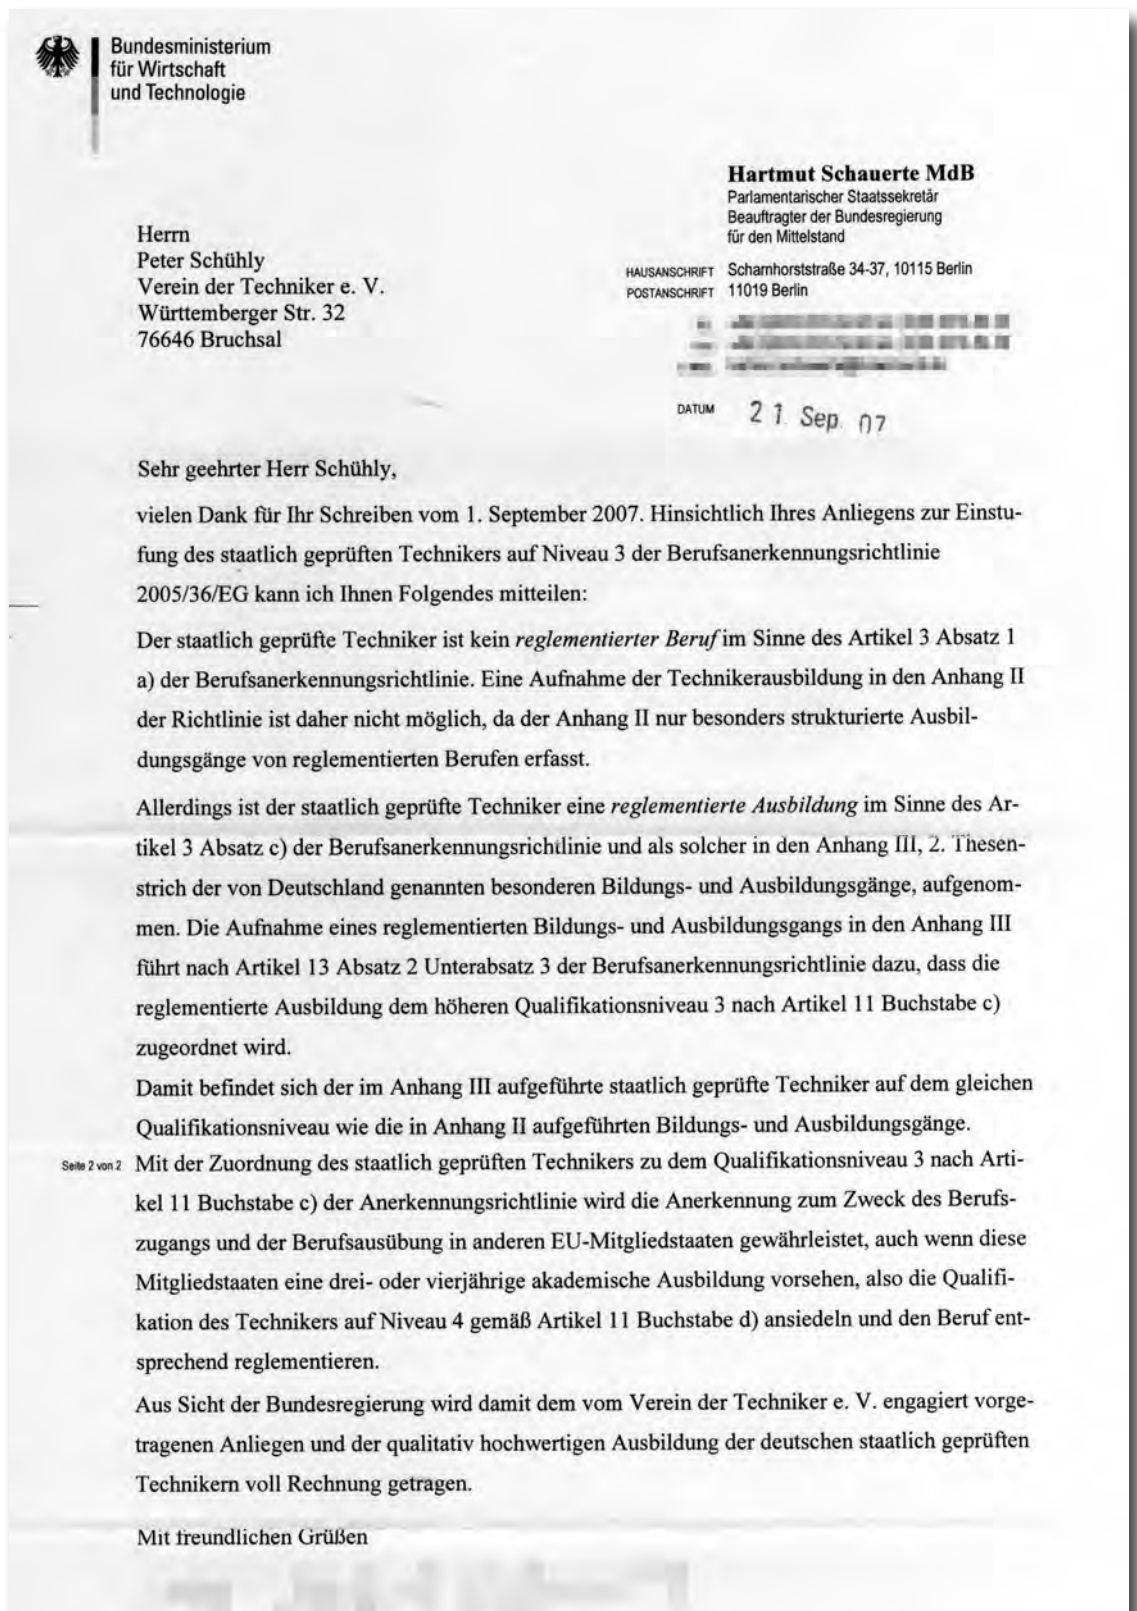 Bundesministerium
für Wirtschaft
und Technologie
Hartmut Schauerte MdB
Parlamentarischer Staatssekretär
Beauftragter der Bundesregierung
für den Mittelstand
Herrn
Peter Schühly
Verein der Techniker e. V.
Württemberger Str. 32
76646 Bruchsal
HAUSANSCHRIFT Scharnhorststraße 34-37, 10115 Berlin
POSTANSCHRIFT 11019 Berlin
DATUM 21. Sep. 07
Sehr geehrter Herr Schühly,
vielen Dank für Ihr Schreiben vom 1. September 2007. Hinsichtlich Ihres Anliegens zur Einstu-
fung des staatlich geprüften Technikers auf Niveau 3 der Berufsanerkennungsrichtlinie
2005/36/EG kann ich Ihnen Folgendes mitteilen:
Der staatlich geprüfte Techniker ist kein reglementierter Beruf im Sinne des Artikel 3 Absatz 1
a) der Berufsanerkennungsrichtlinie. Eine Aufnahme der Technikerausbildung in den Anhang II
der Richtlinie ist daher nicht möglich, da der Anhang II nur besonders strukturierte Ausbil-
dungsgänge von reglementierten Berufen erfasst.
Allerdings ist der staatlich geprüfte Techniker eine reglementierte Ausbildung im Sinne des Ar-
tikel 3 Absatz c) der Berufsanerkennungsrichtlinie und als solcher in den Anhang III, 2. Thesen-
strich der von Deutschland genannten besonderen Bildungs- und Ausbildungsgänge, aufgenom-
men. Die Aufnahme eines reglementierten Bildungs- und Ausbildungsgangs in den Anhang III
führt nach Artikel 13 Absatz 2 Unterabsatz 3 der Berufsanerkennungsrichtlinie dazu, dass die
reglementierte Ausbildung dem höheren Qualifikationsniveau 3 nach Artikel 11 Buchstabe c)
zugeordnet wird.
Damit befindet sich der im Anhang III aufgeführte staatlich geprüfte Techniker auf dem gleichen
Qualifikationsniveau wie die in Anhang II aufgeführten Bildungs- und Ausbildungsgänge.
Seite 2 von 2 Mit der Zuordnung des staatlich geprüften Technikers zu dem Qualifikationsniveau 3 nach Arti-
kel 11 Buchstabe c) der Anerkennungsrichtlinie wird die Anerkennung zum Zweck des Berufs-
zugangs und der Berufsausübung in anderen EU-Mitgliedstaaten gewährleistet, auch wenn diese
Mitgliedstaaten eine drei- oder vierjährige akademische Ausbildung vorsehen, also die Qualifi-
kation des Technikers auf Niveau 4 gemäß Artikel 11 Buchstabe d) ansiedeln und den Beruf ent-
sprechend reglementieren.
Aus Sicht der Bundesregierung wird damit dem vom Verein der Techniker e. V. engagiert vorge-
tragenen Anliegen und der qualitativ hochwertigen Ausbildung der deutschen staatlich geprüften
Technikern voll Rechnung getragen.
Mit freundlichen Grüßen